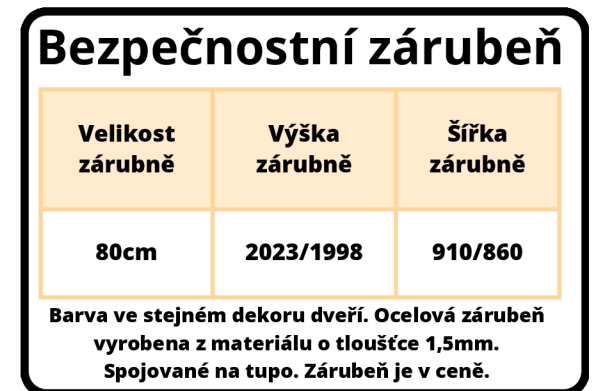 Bezpečnostní zárubeň
Velikost zárubně
Výška zárubně
Šířka zárubně
80cm
2023/1998
910/860
Barva ve stejném dekoru dveří. Ocelová zárubeň
vyrobena z materiálu o tloušťce 1,5mm.
Spojované na tupo. Zárubeň je v ceně.